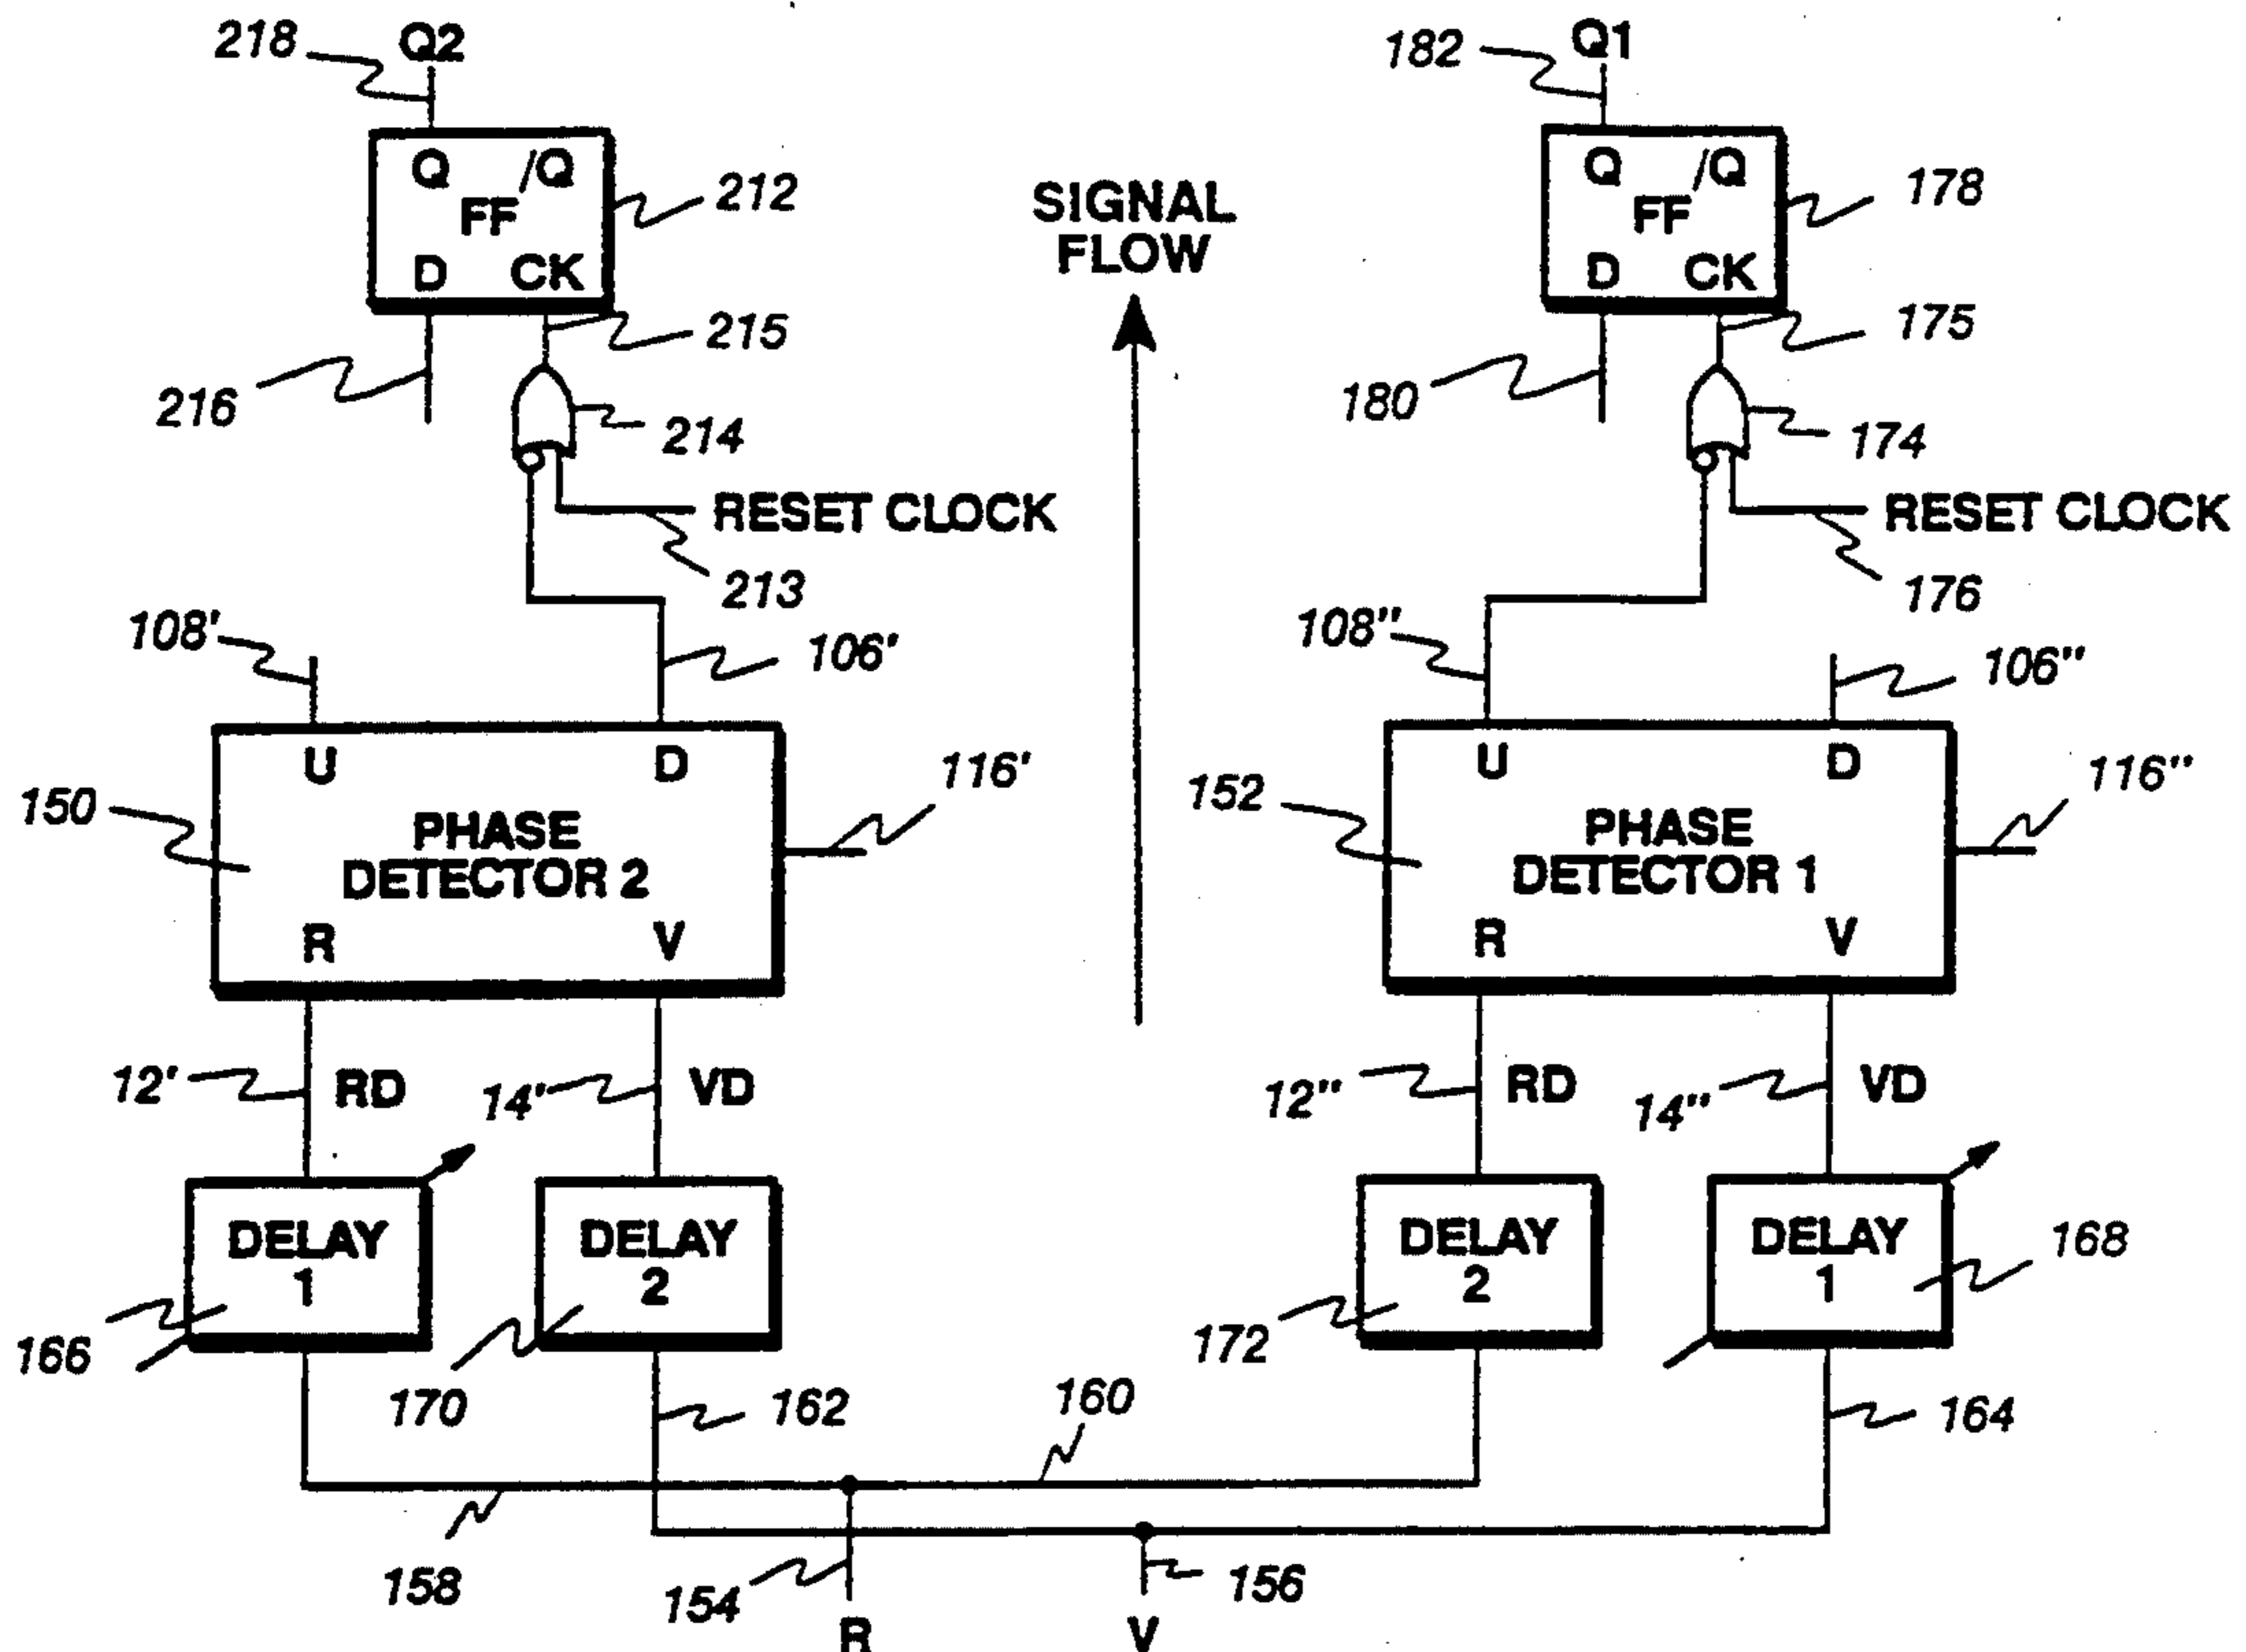 218 Q2
182 Q1
Q /Q
FF
D CK
212
SIGNAL
FLOW
Q /Q
FF
D CK
178
215
175
216
214
180
174
RESET CLOCK
RESET CLOCK
213
176
108'
106'
108"
106"
U D
116'
U D
116"
150
PHASE
DETECTOR 2
152
PHASE
DETECTOR 1
R V
R V
12' RD 14' VD
12" RD 14" VD
DELAY
1
DELAY
2
DELAY
2
DELAY
1
168
166
172
170
162
160
164
158
154
156
R
V